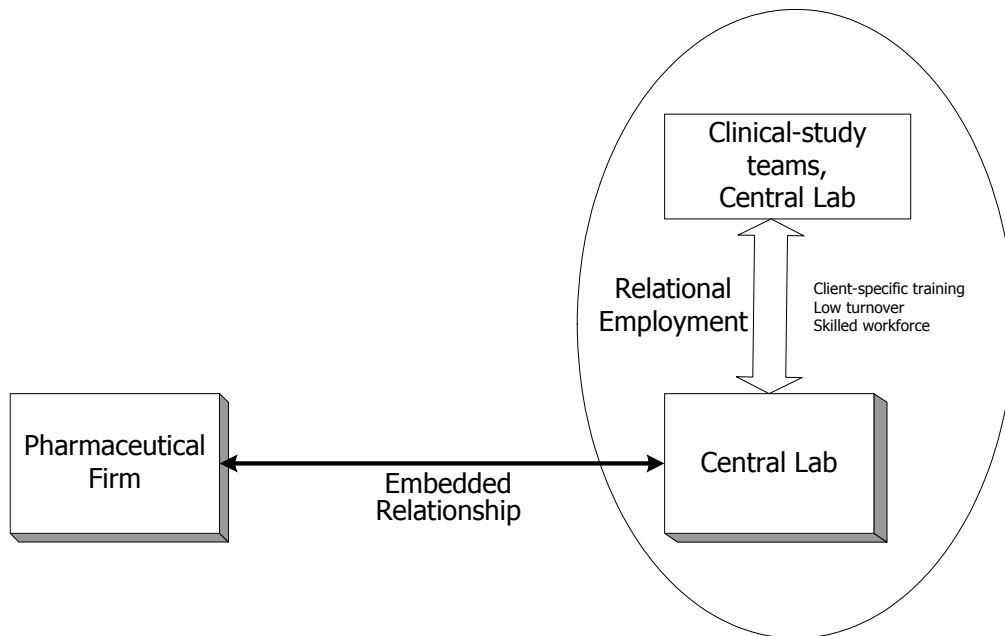 Clinical-study
teams,
Central Lab
Relational
Employment
Client-specific training
Low turnover
Skilled workforce
Pharmaceutical
Firm
Embedded
Relationship
Central Lab